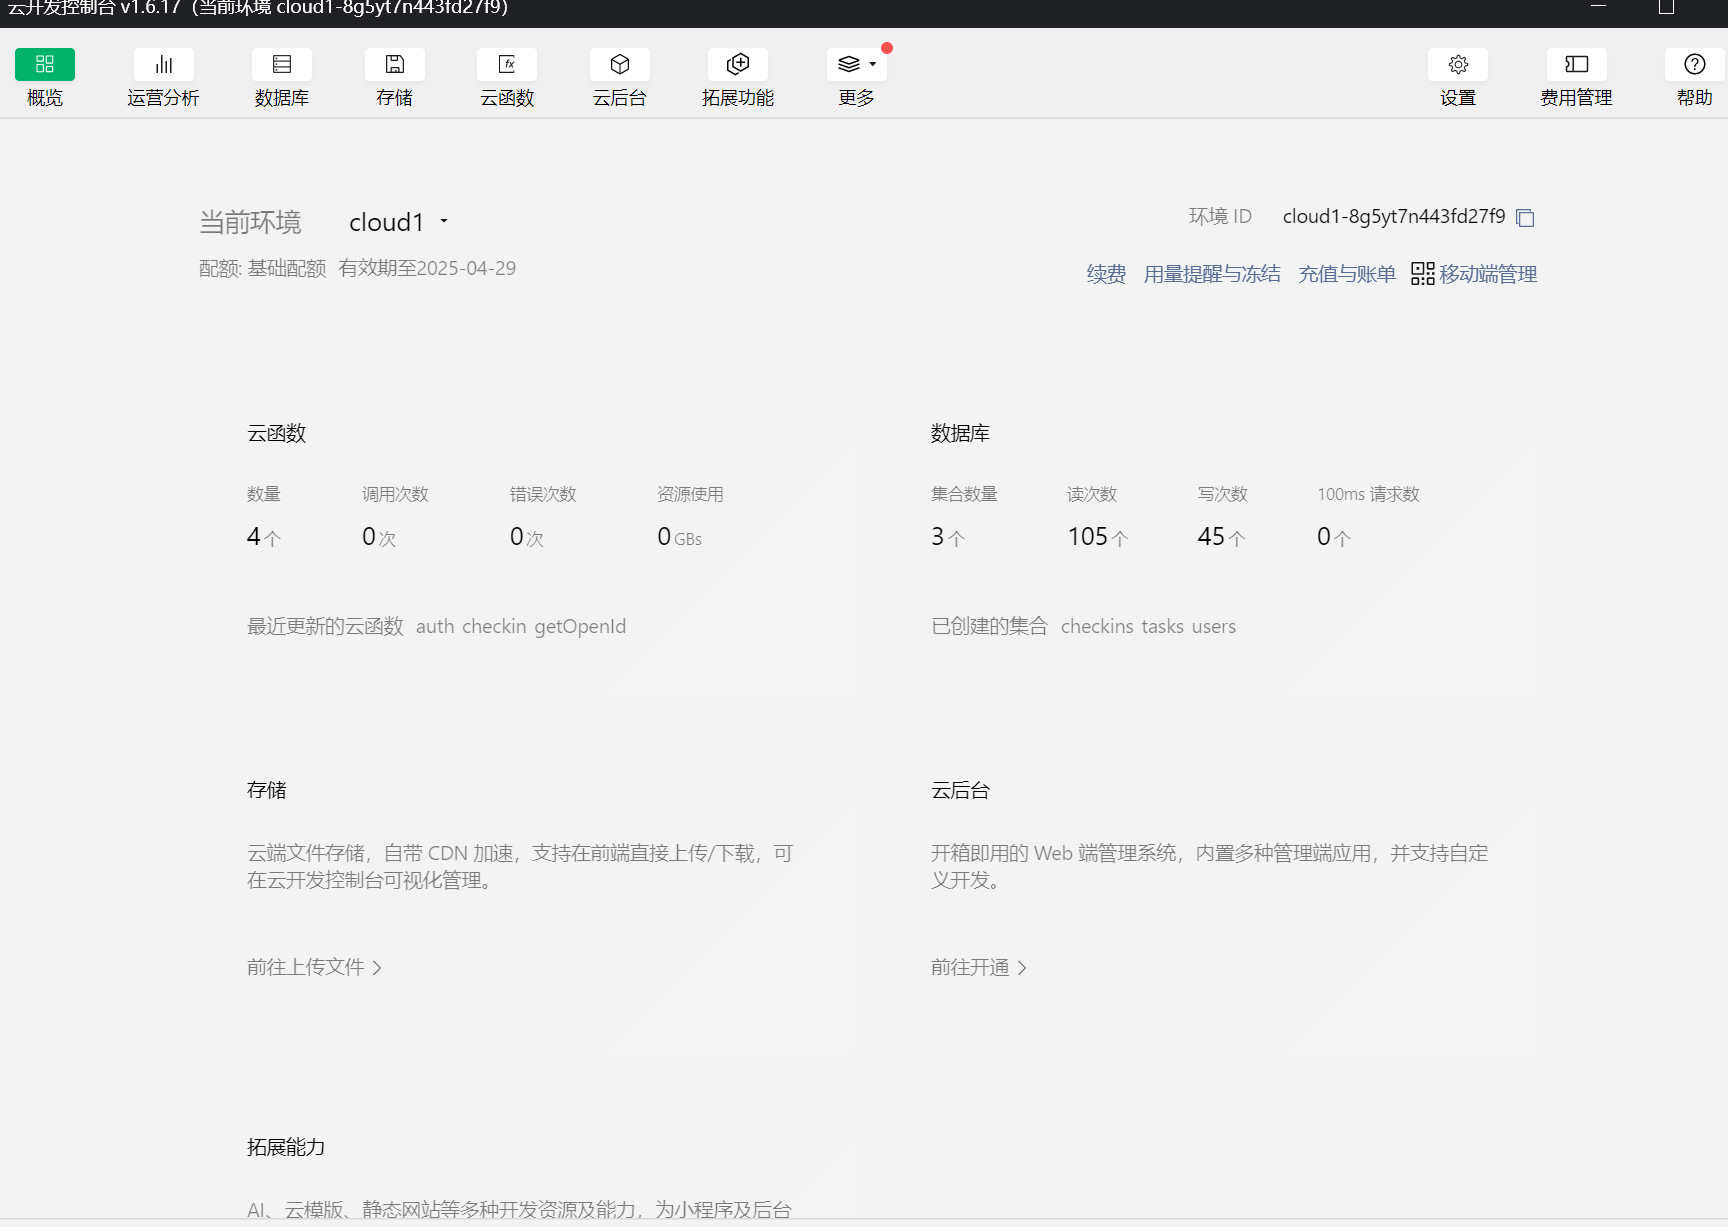 云开发控制台 v1.6.17（当前环境 cloud1-8g5yt7n443fd27f9）
概览 运营分析 数据库 存储 云函数 云后台 拓展功能 更多 设置 费用管理 帮助
当前环境 cloud1 环境 ID cloud1-8g5yt7n443fd27f9
配额: 基础配额 有效期至2025-04-29 续费 用量提醒与冻结 充值与账单 移动端管理
云函数
数量 调用次数 错误次数 资源使用
4个 0次 0次 0GBs
最近更新的云函数 auth checkin getOpenId
数据库
集合数量 读次数 写次数 100ms 请求数
3个 105个 45个 0个
已创建的集合 checkins tasks users
存储
云端文件存储，自带 CDN 加速，支持在前端直接上传/下载，可
在云开发控制台可视化管理。
前往上传文件
云后台
开箱即用的 Web 端管理系统，内置多种管理端应用，并支持自定
义开发。
前往开通
拓展能力
AI、云模版、静态网站等多种开发资源及能力，为小程序及后台